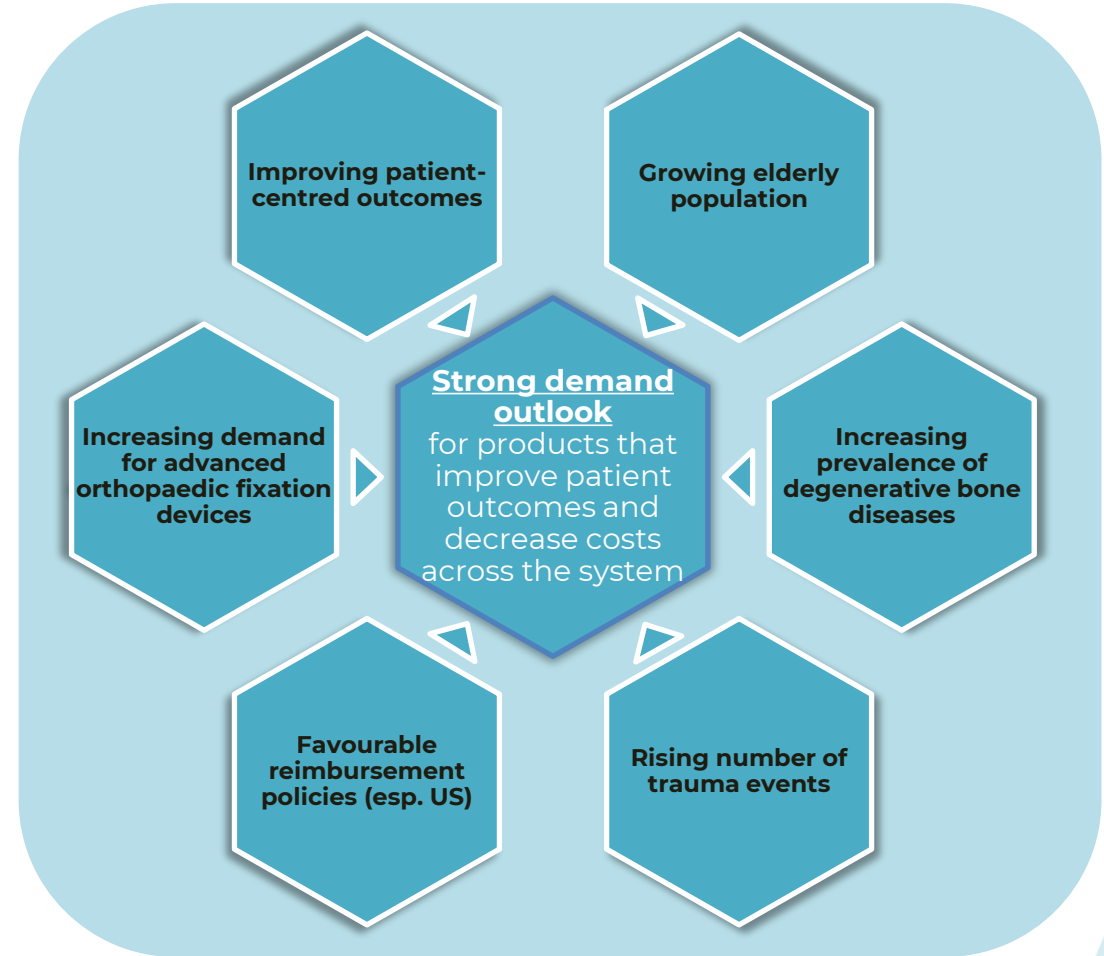 Improving patient-
centred outcomes
Growing elderly
population
Increasing demand
for advanced
orthopaedic fixation
devices
Strong demand
outlook
for products that
improve patient
outcomes and
decrease costs
across the system
Increasing
prevalence of
degenerative bone
diseases
Favourable
reimbursement
policies (esp. US)
Rising number of
trauma events